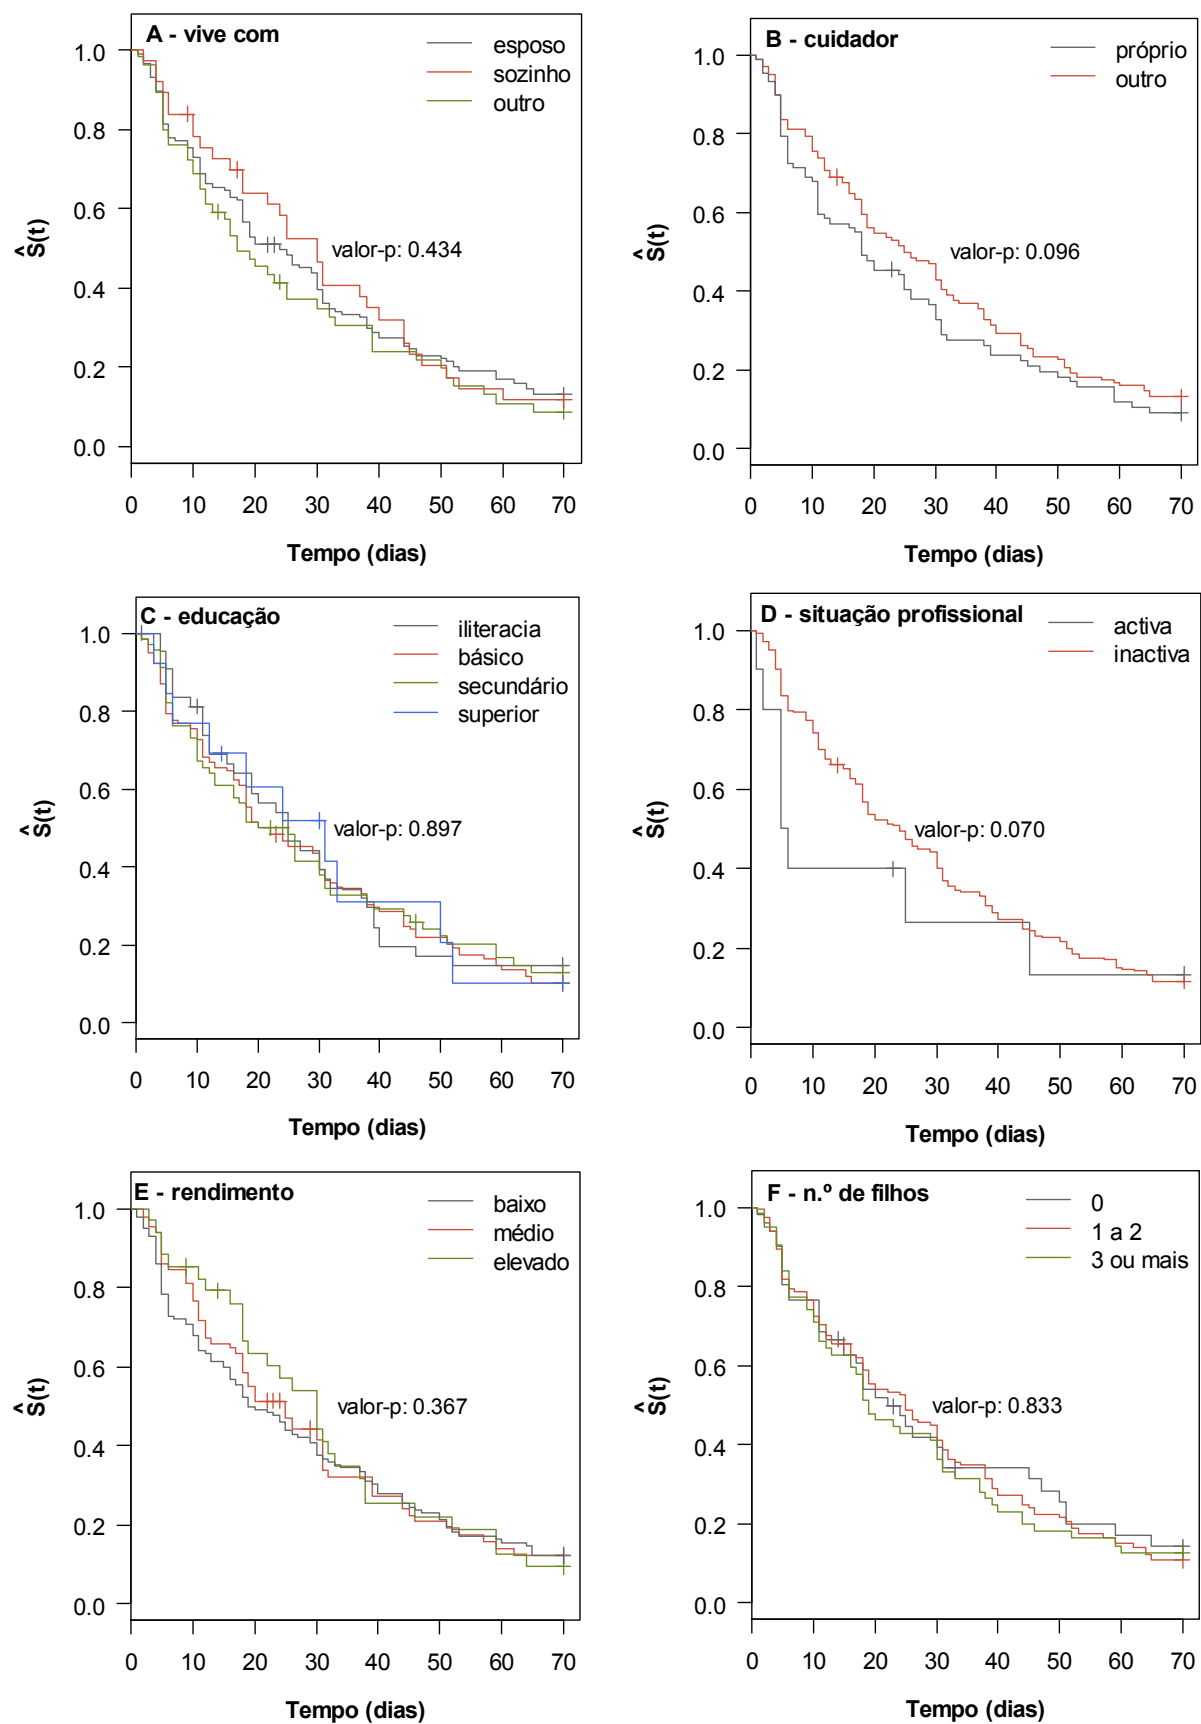 A - vive com
esposo
sozinho
outro
1.0
0.8
0.6
0.4
0.2
0.0
Ŝ(t)
valor-p: 0.434
0 10 20 30 40 50 60 70
Tempo (dias)
B - cuidador
próprio
outro
1.0
0.8
0.6
0.4
0.2
0.0
Ŝ(t)
valor-p: 0.096
0 10 20 30 40 50 60 70
Tempo (dias)
C - educação
iliteracia
básico
secundário
superior
1.0
0.8
0.6
0.4
0.2
0.0
Ŝ(t)
valor-p: 0.897
0 10 20 30 40 50 60 70
Tempo (dias)
D - situação profissional
activa
inactiva
1.0
0.8
0.6
0.4
0.2
0.0
Ŝ(t)
valor-p: 0.070
0 10 20 30 40 50 60 70
Tempo (dias)
E - rendimento
baixo
médio
elevado
1.0
0.8
0.6
0.4
0.2
0.0
Ŝ(t)
valor-p: 0.367
0 10 20 30 40 50 60 70
Tempo (dias)
F - n.º de filhos
0
1 a 2
3 ou mais
1.0
0.8
0.6
0.4
0.2
0.0
Ŝ(t)
valor-p: 0.833
0 10 20 30 40 50 60 70
Tempo (dias)